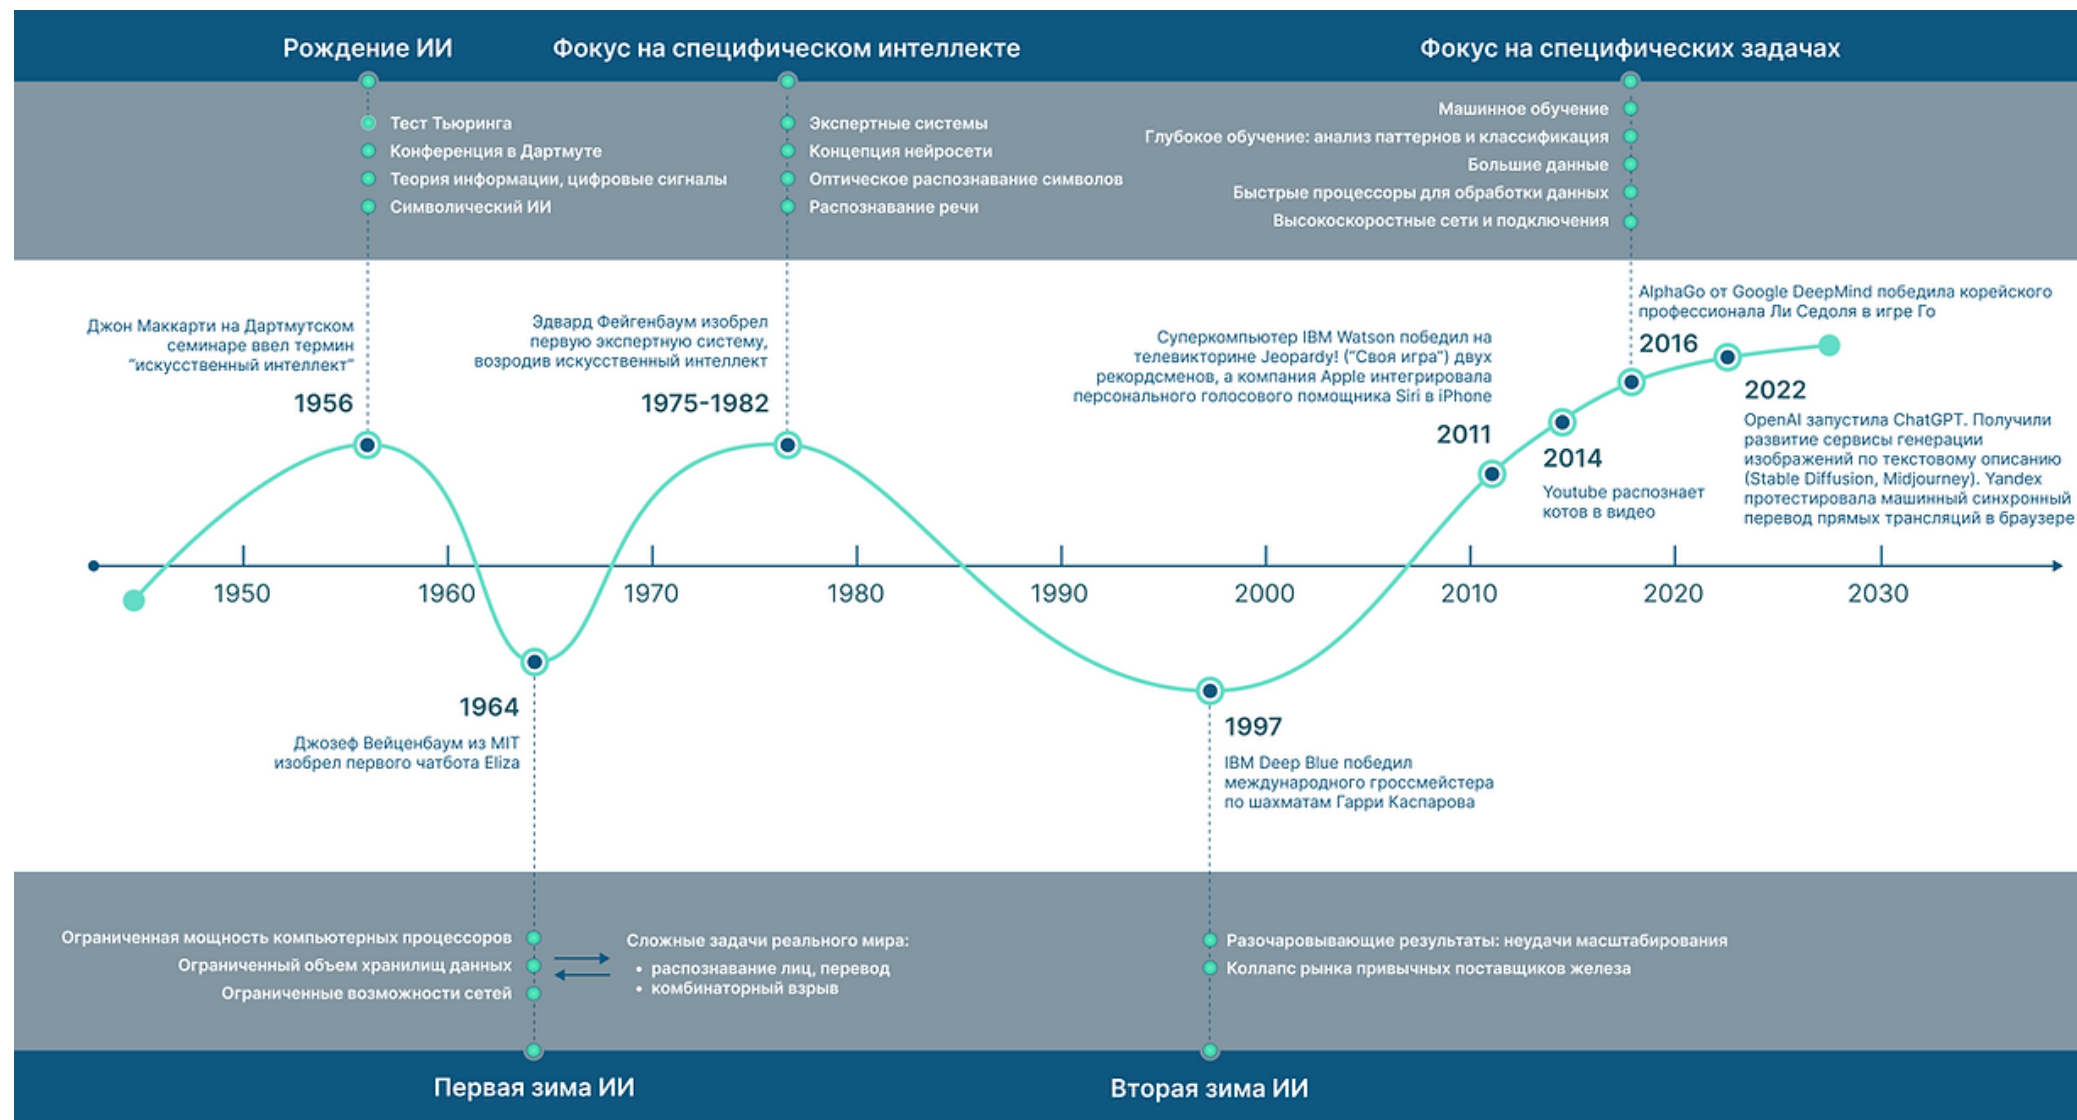 Рождение ИИ
Фокус на специфическом интеллекте
Фокус на специфических задачах
Тест Тьюринга
Конференция в Дартмуте
Теория информации, цифровые сигналы
Символический ИИ
Экспертные системы
Концепция нейросети
Оптическое распознавание символов
Распознавание речи
Машинное обучение
Глубокое обучение: анализ паттернов и классификация
Большие данные
Быстрые процессоры для обработки данных
Высокоскоростные сети и подключения
Джон Маккарти на Дартмутском
семинаре ввел термин
“искусственный интеллект”
1956
Эдвард Фейгенбаум изобрел
первую экспертную систему,
возродив искусственный интеллект
1975-1982
Суперкомпьютер IBM Watson победил на
телевикторине Jeopardy! (“Своя игра”) двух
рекордсменов, а компания Apple интегрировала
персонального голосового помощника Siri в iPhone
2011
2014
Youtube распознает
котов в видео
AlphaGo от Google DeepMind победила корейского
профессионала Ли Седоля в игре Го
2016
2022
OpenAI запустила ChatGPT. Получили
развитие сервисы генерации
изображений по текстовому описанию
(Stable Diffusion, Midjourney). Yandex
протестировала машинный синхронный
перевод прямых трансляций в браузере
1950
1960
1970
1980
1990
2000
2010
2020
2030
1964
Джозеф Вейценбаум из MIT
изобрел первого чатбота Eliza
1997
IBM Deep Blue победил
международного гроссмейстера
по шахматам Гарри Каспарова
Ограниченная мощность компьютерных процессоров
Ограниченный объем хранилищ данных
Ограниченные возможности сетей
Сложные задачи реального мира:
• распознавание лиц, перевод
• комбинаторный взрыв
Разочаровывающие результаты: неудачи масштабирования
Коллапс рынка привычных поставщиков железа
Первая зима ИИ
Вторая зима ИИ